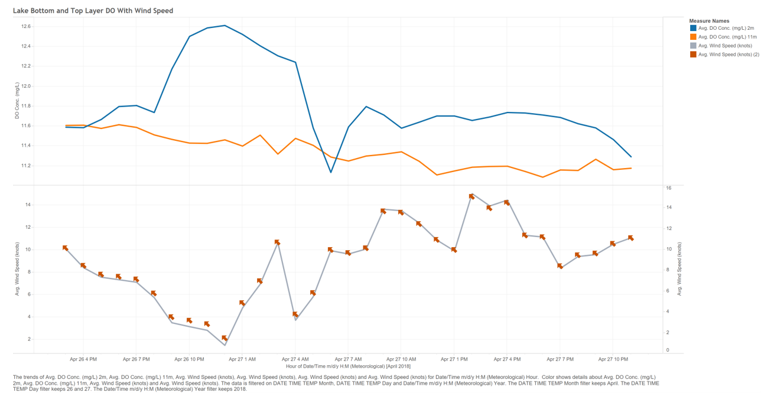 Lake Bottom and Top Layer DO With Wind Speed
Measure Names
Avg. DO Conc. (mg/L) 2m
Avg. DO Conc. (mg/L) 11m
Avg. Wind Speed (knots)
Avg. Wind Speed (knots) (2)
DO Conc. (mg/L)
12.6
12.4
12.2
12.0
11.8
11.6
11.4
11.2
Avg. Wind Speed (knots)
14
12
10
8
6
4
2
16
14
12
10
8
6
4
2
0
Avg. Wind Speed (knots)
Apr 26 4 PM Apr 26 7 PM Apr 26 10 PM Apr 27 1 AM Apr 27 4 AM Apr 27 7 AM Apr 27 10 AM Apr 27 1 PM Apr 27 4 PM Apr 27 7 PM Apr 27 10 PM
Hour of Date/Time m/d/y H:M (Meteorological) [April 2018]
The trends of Avg. DO Conc. (mg/L) 2m, Avg. DO Conc. (mg/L) 11m, Avg. Wind Speed (knots), Avg. Wind Speed (knots), Avg. Wind Speed (knots) and Avg. Wind Speed (knots) for Date/Time m/d/y H:M (Meteorological) Hour. Color shows details about Avg. DO Conc. (mg/L)
2m, Avg. DO Conc. (mg/L) 11m, Avg. Wind Speed (knots) and Avg. Wind Speed (knots). The data is filtered on DATE TIME TEMP Month, DATE TIME TEMP Day and Date/Time m/d/y H:M (Meteorological) Year. The DATE TIME TEMP Month filter keeps April. The DATE TIME
TEMP Day filter keeps 26 and 27. The Date/Time m/d/y H:M (Meteorological) Year filter keeps 2018.